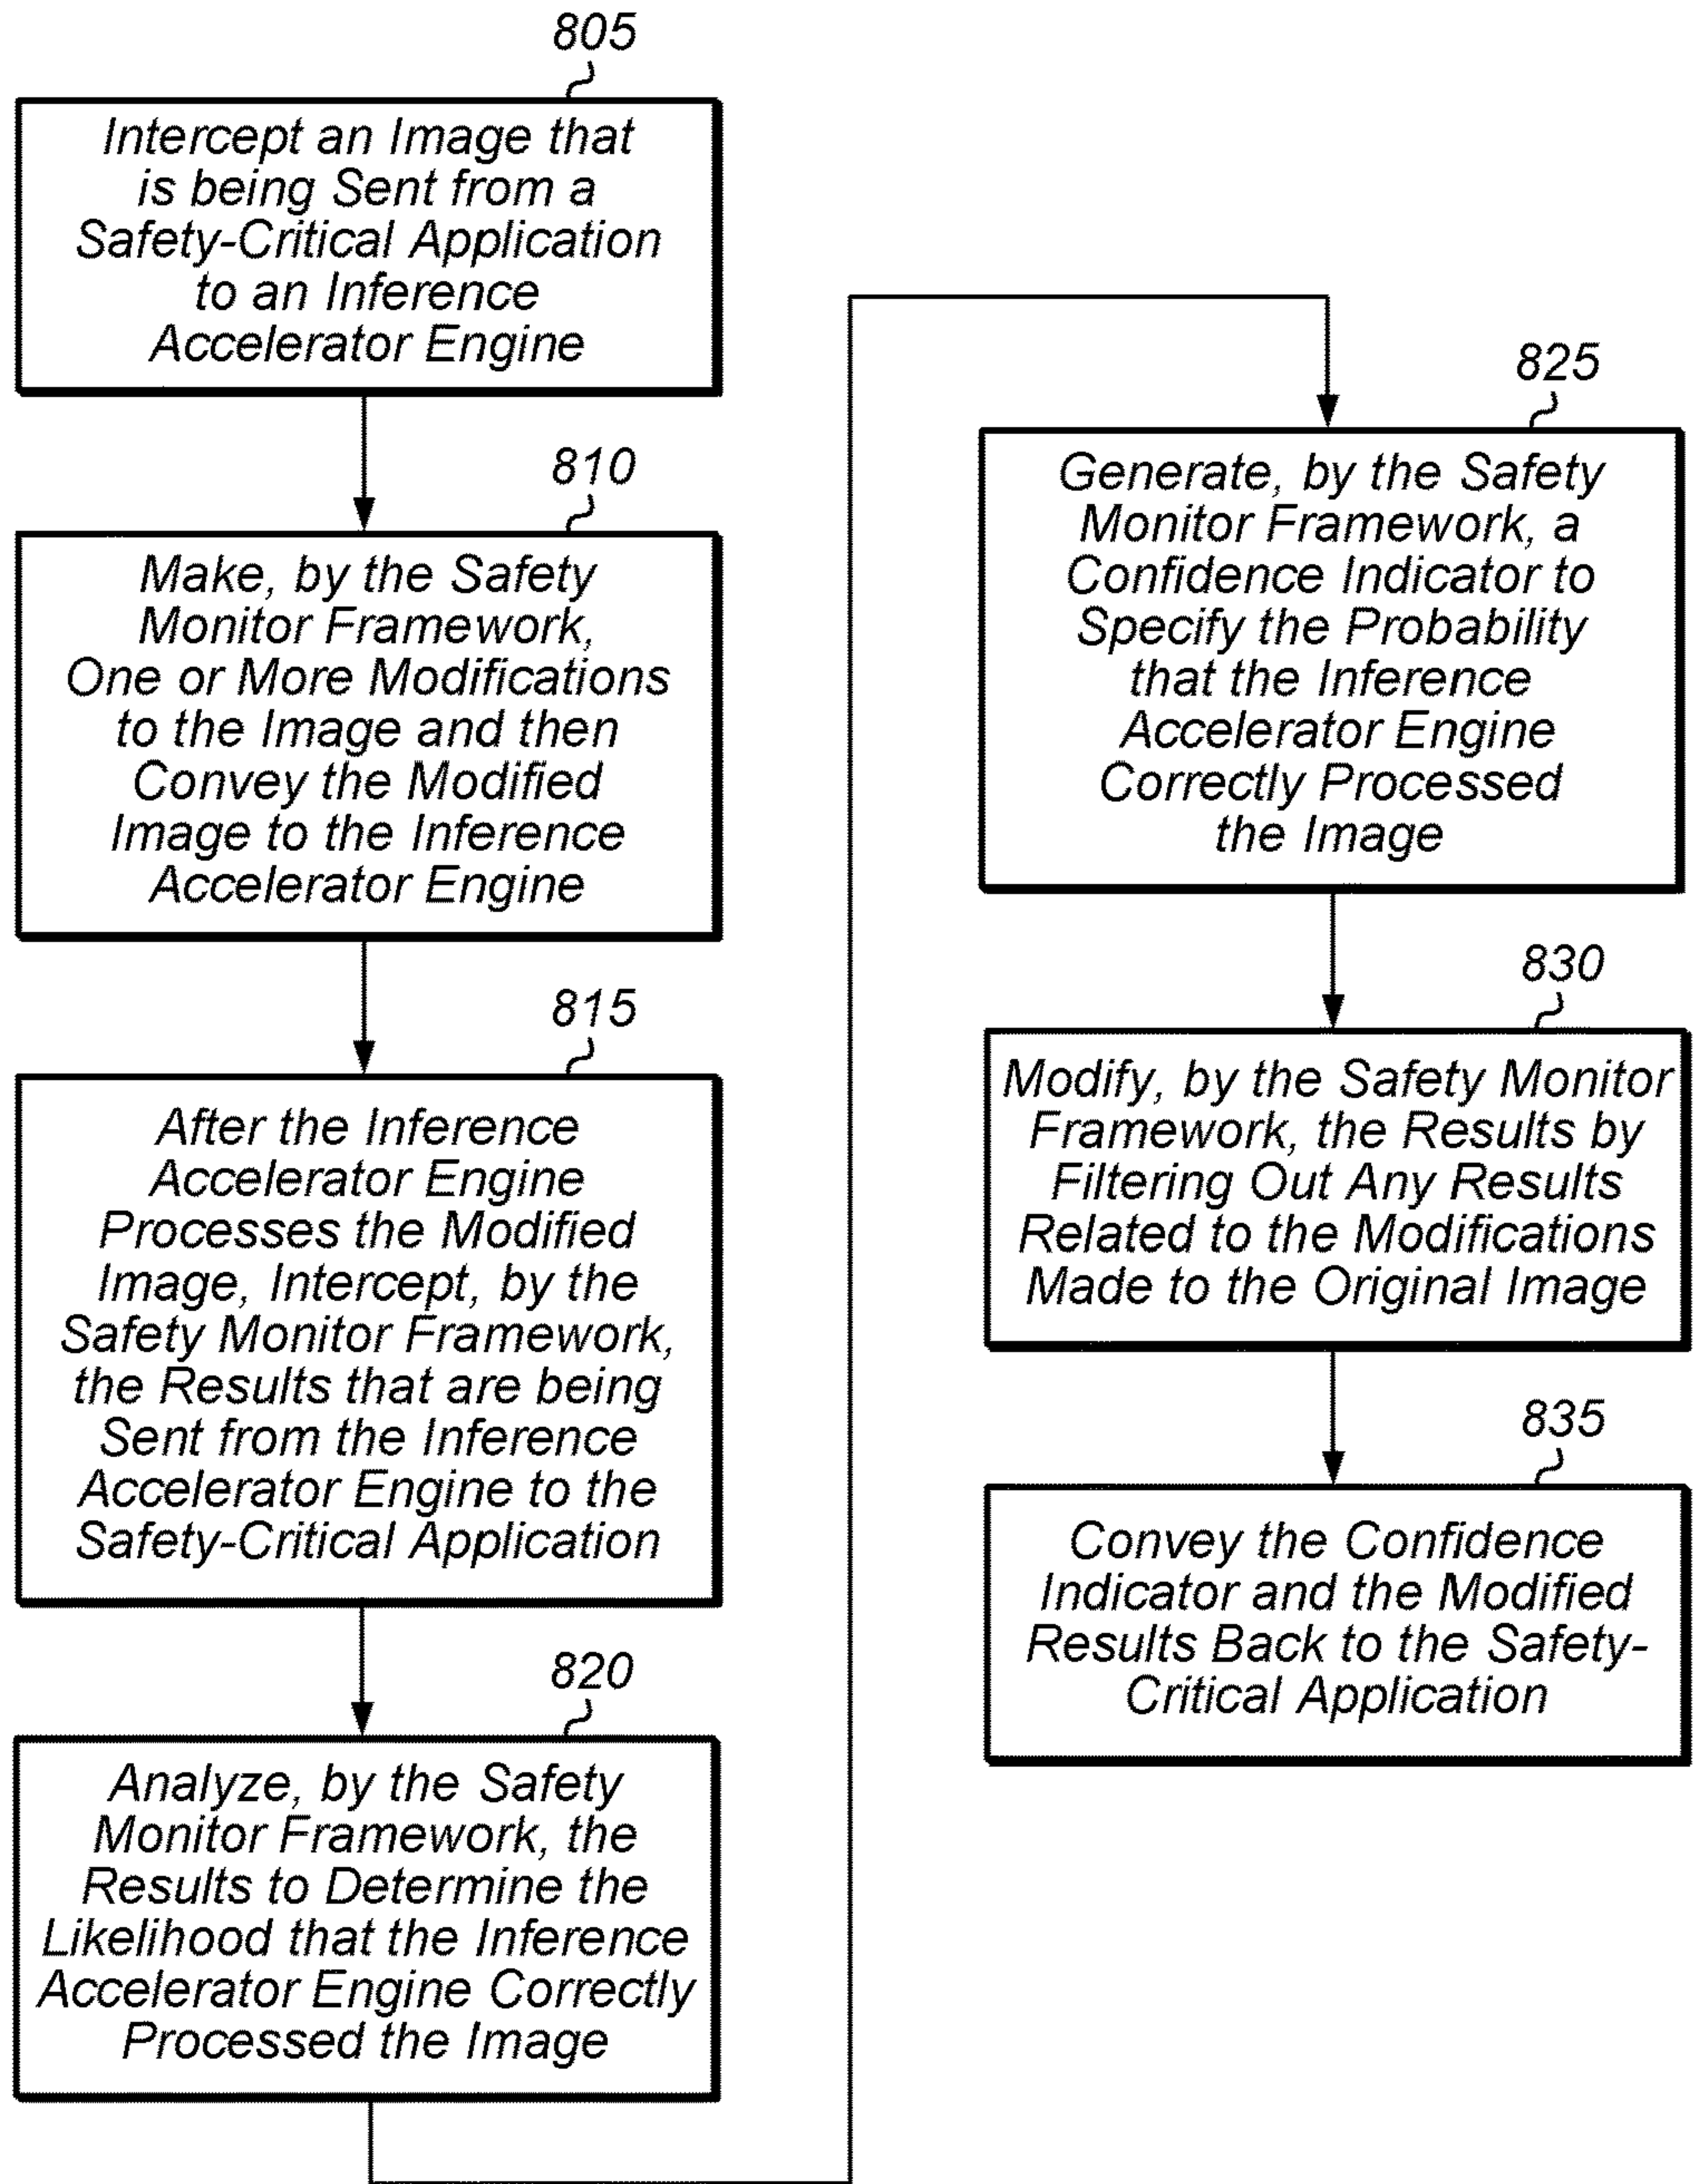 805
Intercept an Image that
is being Sent from a
Safety-Critical Application
to an Inference
Accelerator Engine
810
Make, by the Safety
Monitor Framework,
One or More Modifications
to the Image and then
Convey the Modified
Image to the Inference
Accelerator Engine
815
After the Inference
Accelerator Engine
Processes the Modified
Image, Intercept, by the
Safety Monitor Framework,
the Results that are being
Sent from the Inference
Accelerator Engine to the
Safety-Critical Application
820
Analyze, by the Safety
Monitor Framework, the
Results to Determine the
Likelihood that the Inference
Accelerator Engine Correctly
Processed the Image
825
Generate, by the Safety
Monitor Framework, a
Confidence Indicator to
Specify the Probability
that the Inference
Accelerator Engine
Correctly Processed
the Image
830
Modify, by the Safety Monitor
Framework, the Results by
Filtering Out Any Results
Related to the Modifications
Made to the Original Image
835
Convey the Confidence
Indicator and the Modified
Results Back to the Safety-
Critical Application